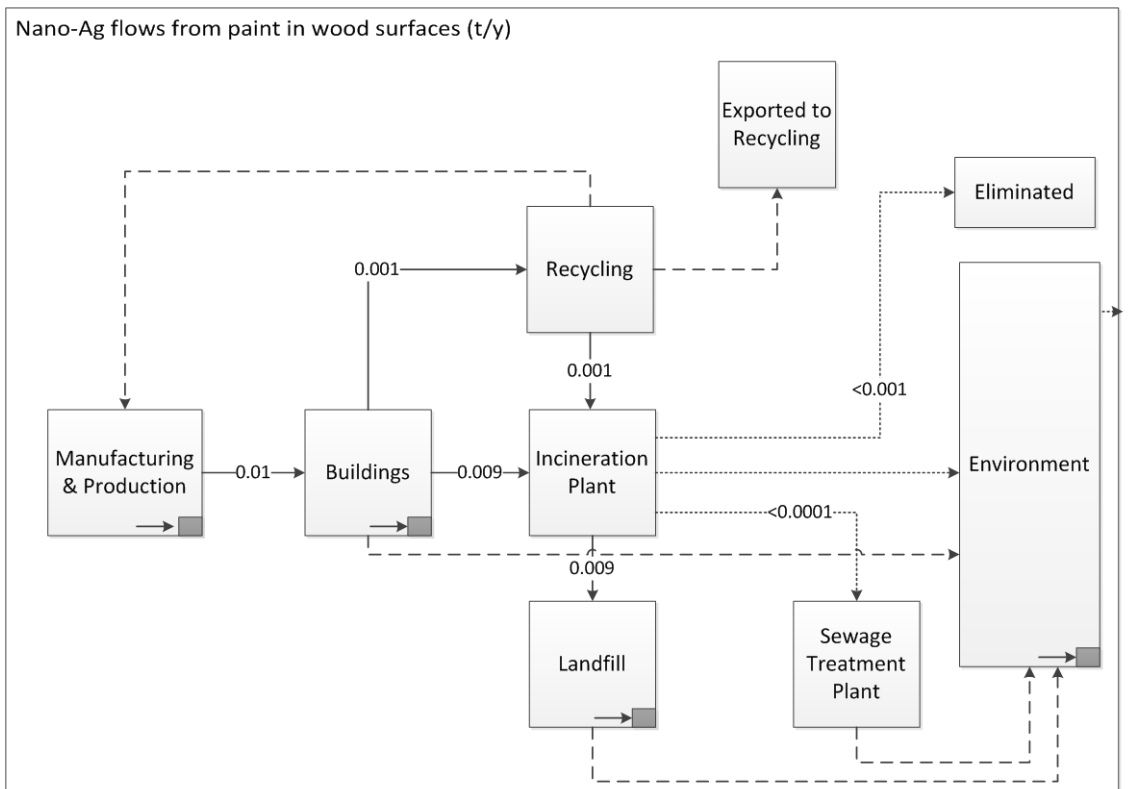 Nano-Ag flows from paint in wood surfaces (t/y)
Exported to
Recycling
Eliminated
0.001
Recycling
0.001
<0.001
Manufacturing
& Production
0.01
Buildings
0.009
Incineration
Plant
Environment
<0.0001
0.009
Landfill
Sewage
Treatment
Plant